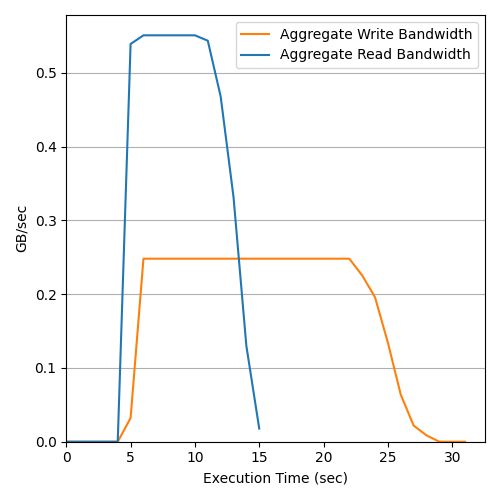 Aggregate Write Bandwidth
Aggregate Read Bandwidth
GB/sec
0.5
0.4
0.3
0.2
0.1
0.0
0 5 10 15 20 25 30
Execution Time (sec)